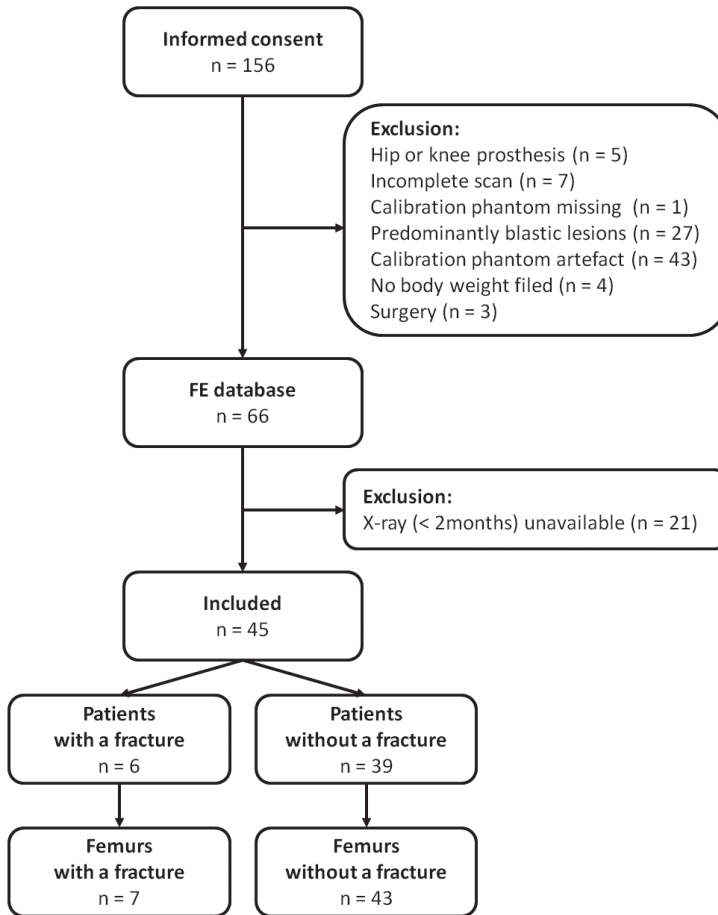 Informed consent
n = 156
Exclusion:
Hip or knee prosthesis (n = 5)
Incomplete scan (n = 7)
Calibration phantom missing (n = 1)
Predominantly blastic lesions (n = 27)
Calibration phantom artefact (n = 43)
No body weight filed (n = 4)
Surgery (n = 3)
FE database
n = 66
Exclusion:
X-ray (< 2months) unavailable (n = 21)
Included
n = 45
Patients
with a fracture
n = 6
Patients
without a fracture
n = 39
Femurs
with a fracture
n = 7
Femurs
without a fracture
n = 43